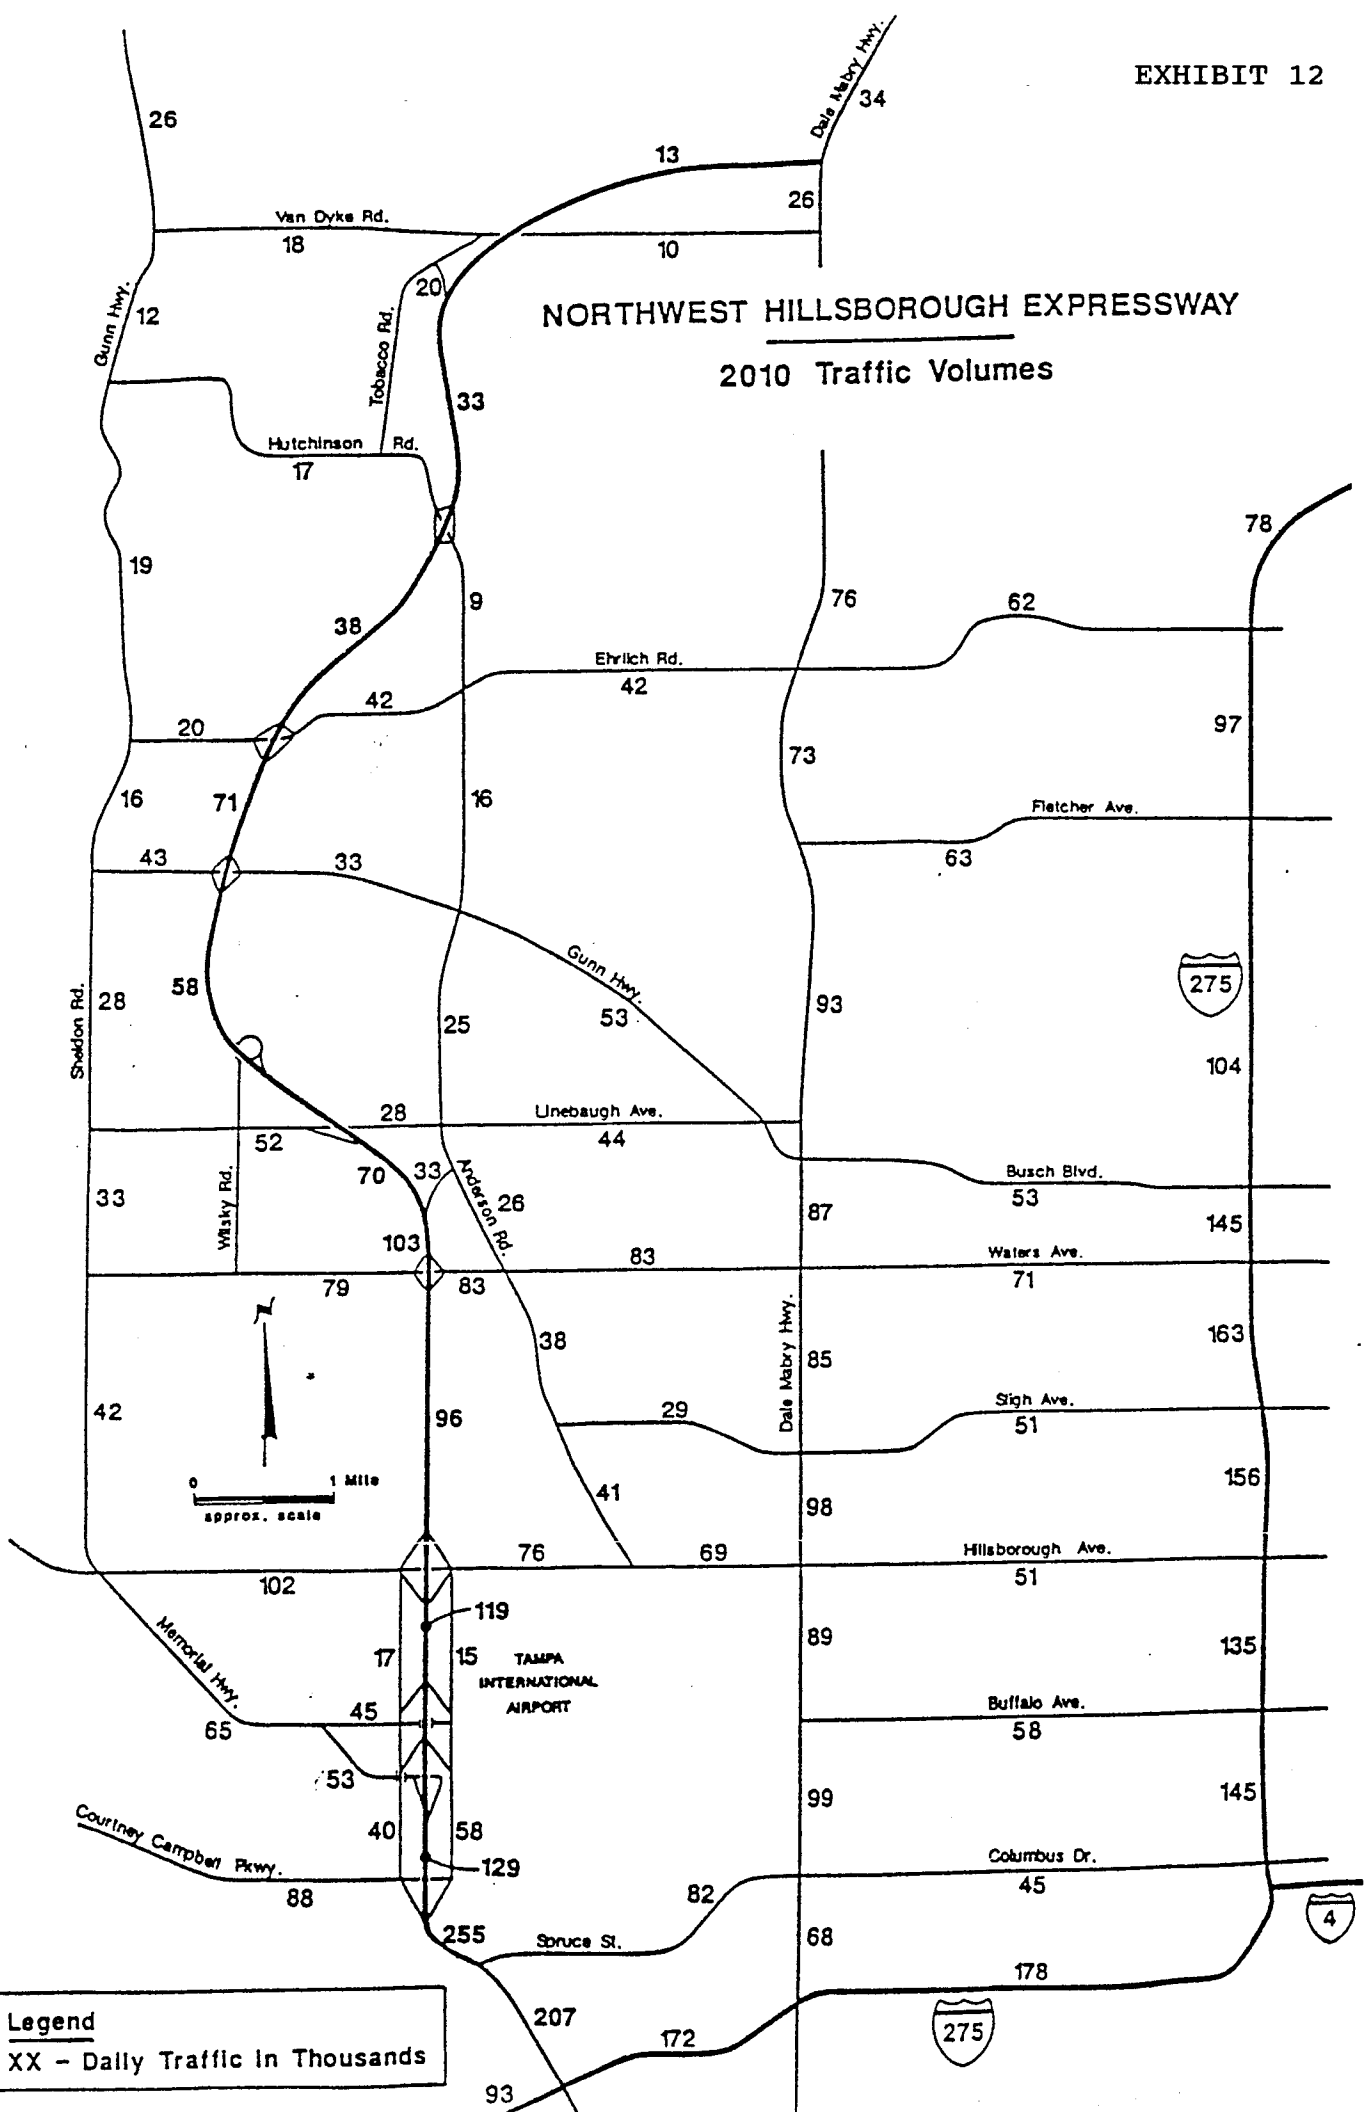 EXHIBIT 12
Dale Mabry Hwy.
34
26
13
26
Van Dyke Rd.
18
10
20
Gunn Hwy.
12
NORTHWEST HILLSBOROUGH EXPRESSWAY
2010 Traffic Volumes
Tobacco Rd.
33
Hutchinson Rd.
17
78
19
9
76
62
38
Ehrlich Rd.
42
42
20
97
73
16
71
16
Fletcher Ave.
43
33
63
Gunn Hwy.
53
275
58
Sheldon Rd.
28
93
25
104
28
Linebaugh Ave.
44
52
70
33
Anderson Rd.
26
Busch Blvd.
53
33
Wilsky Rd.
87
145
103
83
Waters Ave.
71
79
83
N
163
38
Dale Mabry Hwy.
85
42
96
29
Sligh Ave.
51
0 1 Mile
approx. scale
156
41
98
76
69
Hillsborough Ave.
51
102
119
Memorial Hwy.
17
15
TAMPA
INTERNATIONAL
AIRPORT
89
135
45
65
Buffalo Ave.
58
53
99
145
Courtney Campbell Pkwy.
40
58
129
88
Columbus Dr.
45
82
4
255
Spruce St.
68
178
207
275
172
93
Legend
XX - Daily Traffic in Thousands